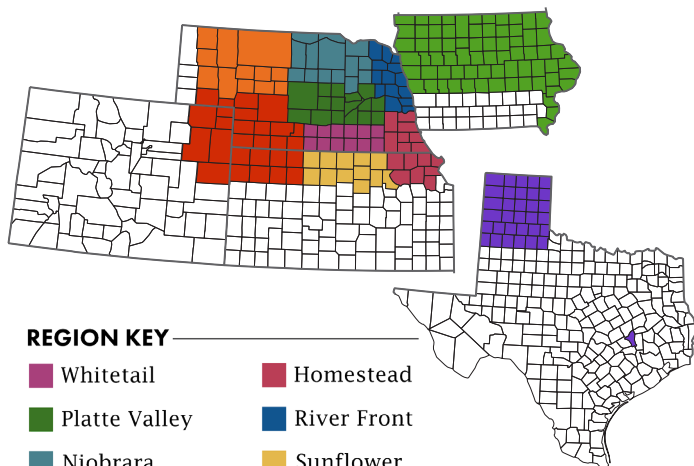 REGION KEY
Whitetail
Homestead
Platte Valley
River Front
Niobrara
Sunflower